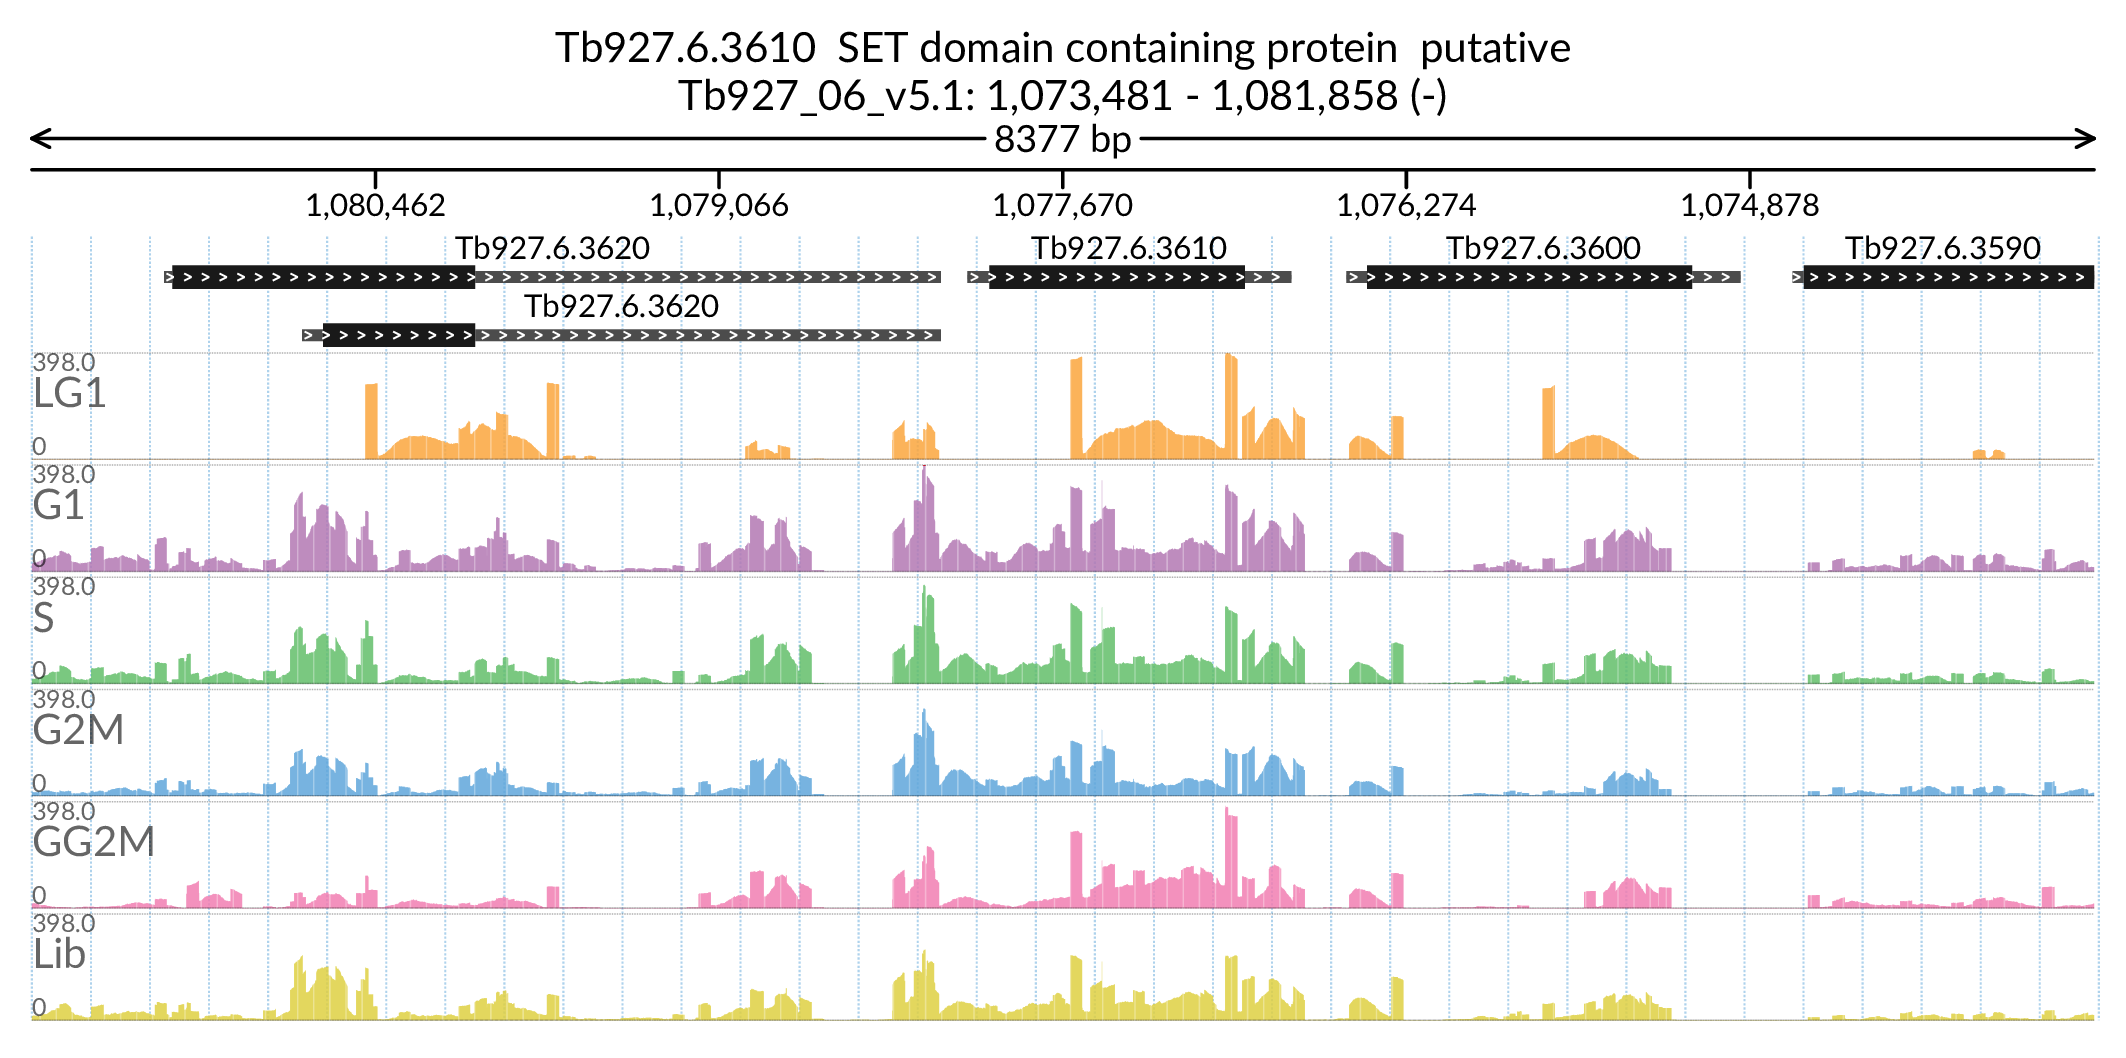 Tb927.6.3610  SET domain containing protein  putative
Tb927_06_v5.1: 1,073,481 - 1,081,858 (-)
8377 bp
1,080,462 1,079,066 1,077,670 1,076,274 1,074,878
Tb927.6.3620 Tb927.6.3610 Tb927.6.3600 Tb927.6.3590
Tb927.6.3620
398.0
LG1
0
398.0
G1
0
398.0
S
0
398.0
G2M
0
398.0
GG2M
0
398.0
Lib
0